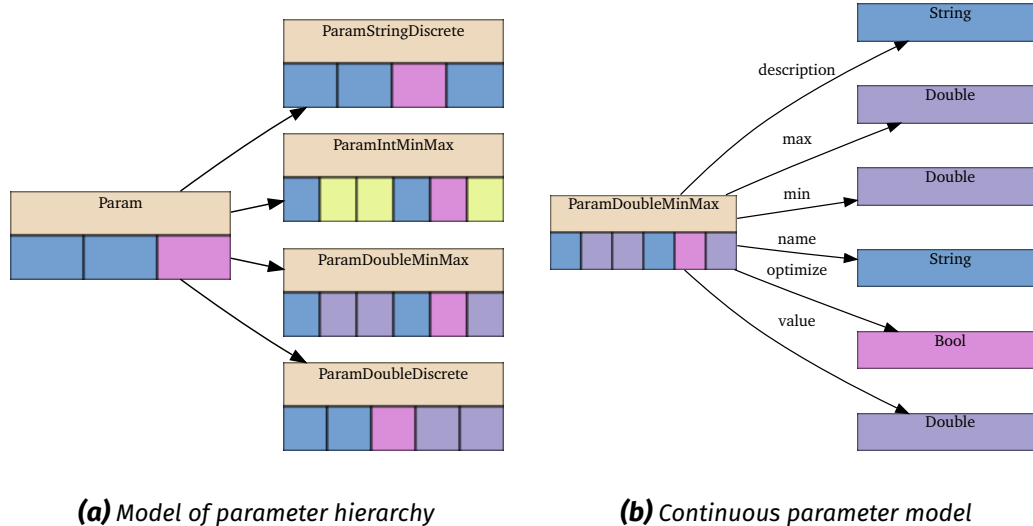 ParamStringDiscrete
ParamIntMinMax
Param
ParamDoubleMinMax
ParamDoubleDiscrete
(a) Model of parameter hierarchy
String
description
Double
max
Double
min
ParamDoubleMinMax
name
String
optimize
value
Bool
Double
(b) Continuous parameter model